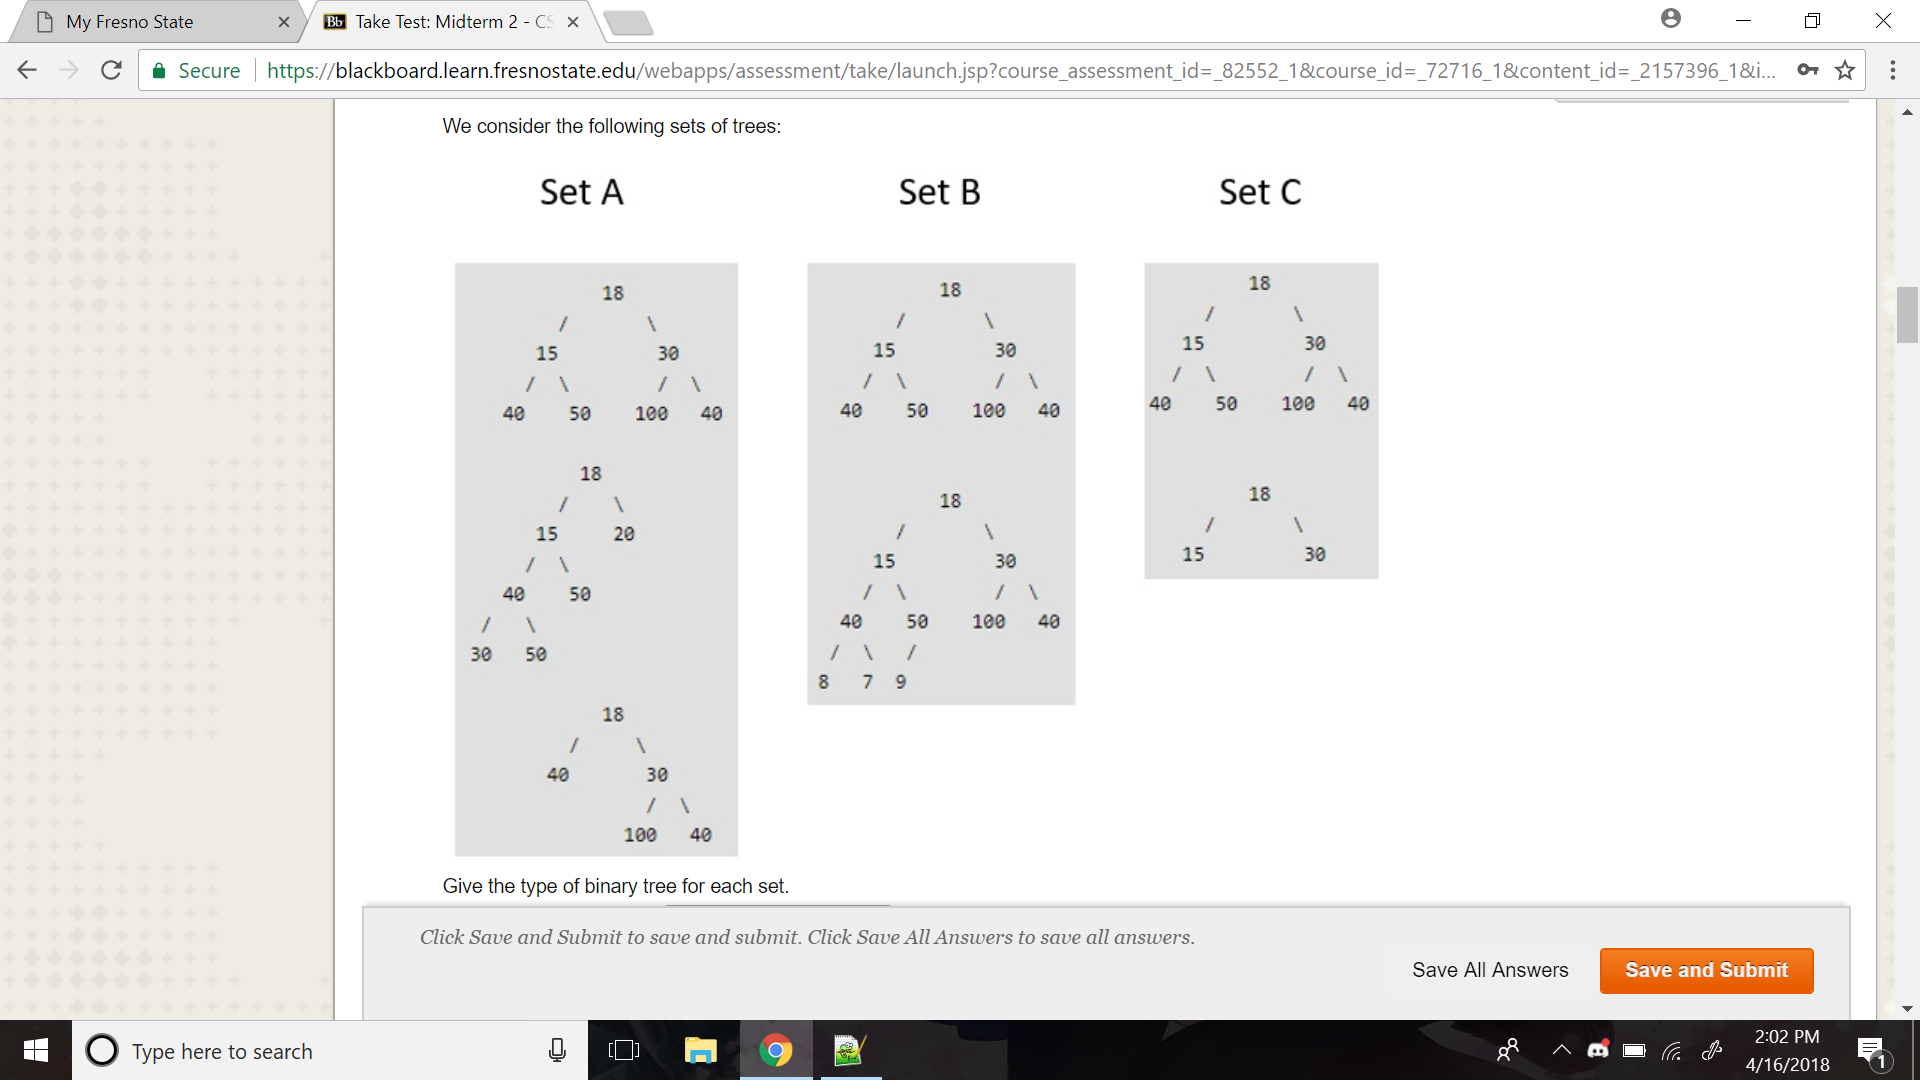 My Fresno State
Take Test: Midterm 2 - CS
Secure https://blackboard.learn.fresnostate.edu/webapps/assessment/take/launch.jsp?course_assessment_id=_82552_1&course_id=_72716_1&content_id=_2157396_1&i...
We consider the following sets of trees:
Set A
18
/ \
15 30
/ \ / \
40 50 100 40
18
/ \
15 20
/ \
40 50
/ \
30 50
18
/ \
40 30
/ \
100 40
Set B
18
/ \
15 30
/ \ / \
40 50 100 40
18
/ \
15 30
/ \ / \
40 50 100 40
/ \ /
8 7 9
Set C
18
/ \
15 30
/ \ / \
40 50 100 40
18
/ \
15 30
Give the type of binary tree for each set.
Click Save and Submit to save and submit. Click Save All Answers to save all answers.
Save All Answers
Save and Submit
Type here to search
2:02 PM
4/16/2018
1